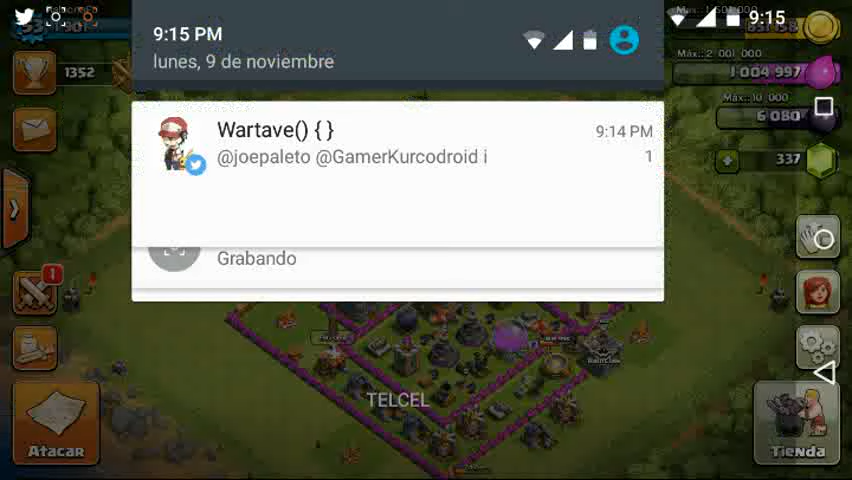 9:15
9:15 PM
lunes, 9 de noviembre
1352
Máx.: 2 001 000
1 004 997
Máx.: 10 000
6 080
337
Wartave() { }
9:14 PM
@joepaleto @GamerKurcodroid i
1
Grabando
1
TELCEL
Atacar
Tienda